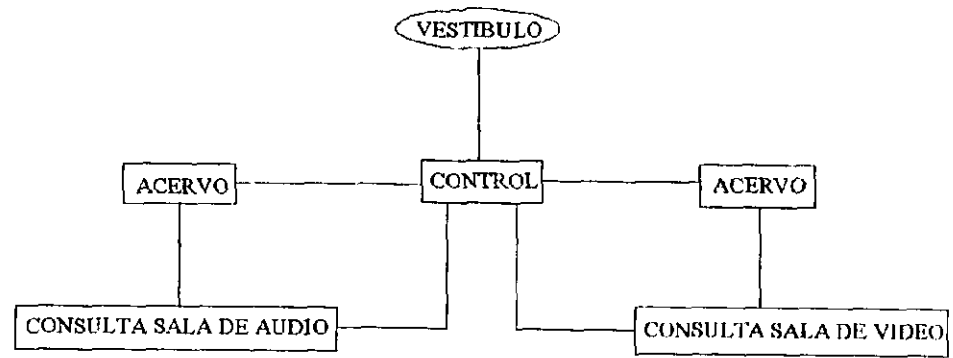 VESTIBULO
ACERVO
CONTROL
ACERVO
CONSULTA SALA DE AUDIO
CONSULTA SALA DE VIDEO